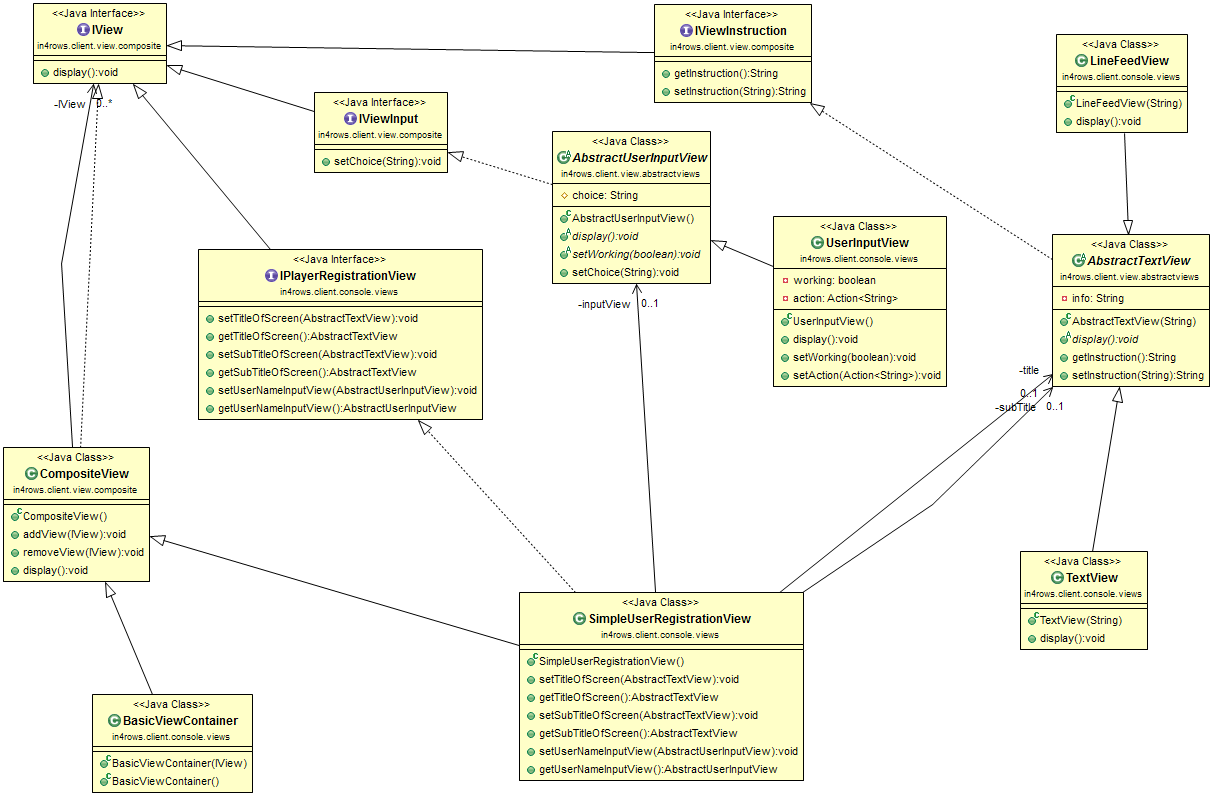 <<Java Interface>>
IView
in4rows.client.view.composite
display():void
<<Java Interface>>
IViewInstruction
in4rows.client.view.composite
getInstruction():String
setInstruction(String):String
<<Java Class>>
LineFeedView
in4rows.client.console.views
LineFeedView(String)
display():void
-IView 0..*
<<Java Interface>>
IViewInput
in4rows.client.view.composite
setChoice(String):void
<<Java Class>>
AbstractUserInputView
in4rows.client.view.abstractviews
choice: String
AbstractUserInputView()
display():void
setWorking(boolean):void
setChoice(String):void
<<Java Class>>
UserInputView
in4rows.client.console.views
working: boolean
action: Action<String>
UserInputView()
display():void
setWorking(boolean):void
setAction(Action<String>):void
<<Java Class>>
AbstractTextView
in4rows.client.view.abstractviews
info: String
AbstractTextView(String)
display():void
getInstruction():String
setInstruction(String):String
<<Java Interface>>
IPlayerRegistrationView
in4rows.client.console.views
setTitleOfScreen(AbstractTextView):void
getTitleOfScreen():AbstractTextView
setSubTitleOfScreen(AbstractTextView):void
getSubTitleOfScreen():AbstractTextView
setUserNameInputView(AbstractUserInputView):void
getUserNameInputView():AbstractUserInputView
-inputView 0..1
-title
0..1
-subTitle 0..1
<<Java Class>>
CompositeView
in4rows.client.view.composite
CompositeView()
addView(IView):void
removeView(IView):void
display():void
<<Java Class>>
TextView
in4rows.client.console.views
TextView(String)
display():void
<<Java Class>>
SimpleUserRegistrationView
in4rows.client.console.views
SimpleUserRegistrationView()
setTitleOfScreen(AbstractTextView):void
getTitleOfScreen():AbstractTextView
setSubTitleOfScreen(AbstractTextView):void
getSubTitleOfScreen():AbstractTextView
setUserNameInputView(AbstractUserInputView):void
getUserNameInputView():AbstractUserInputView
<<Java Class>>
BasicViewContainer
in4rows.client.console.views
BasicViewContainer(IView)
BasicViewContainer()